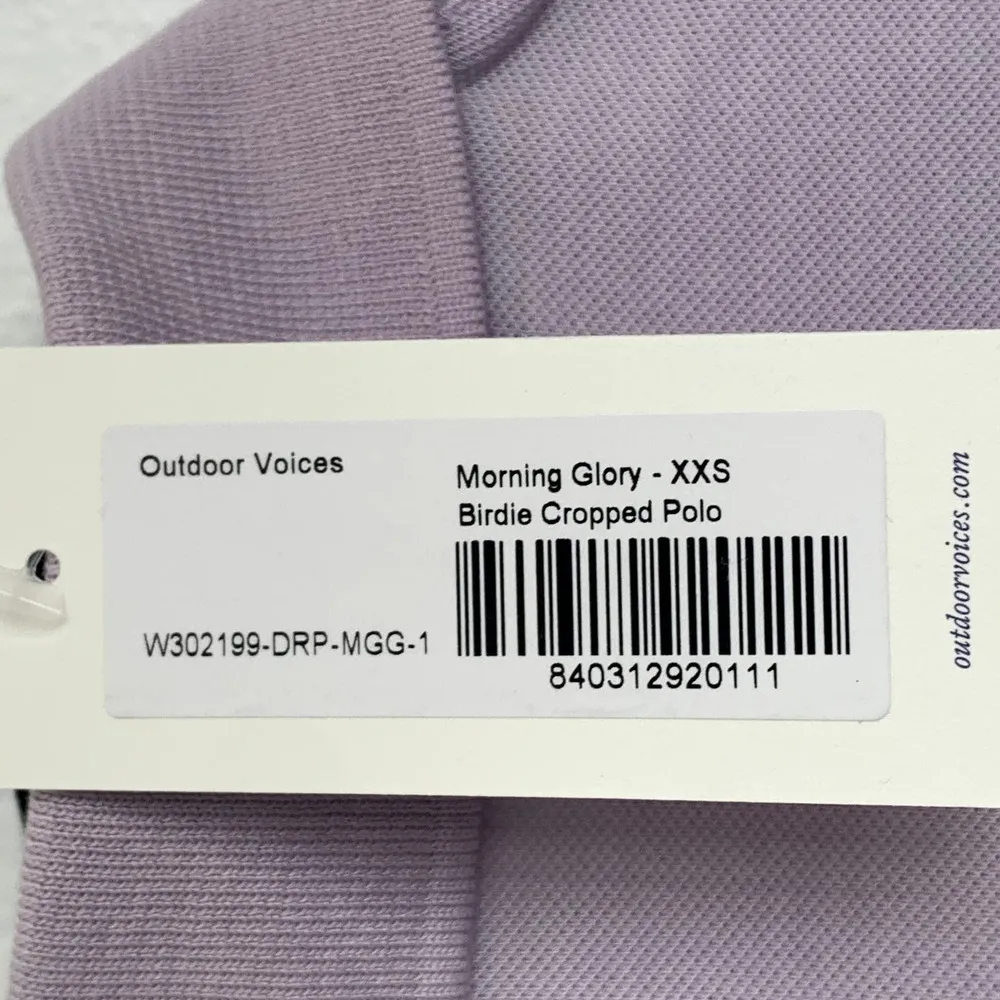 Outdoor Voices
Morning Glory - XXS
Birdie Cropped Polo
W302199-DRP-MGG-1
840312920111
outdoorvoices.com